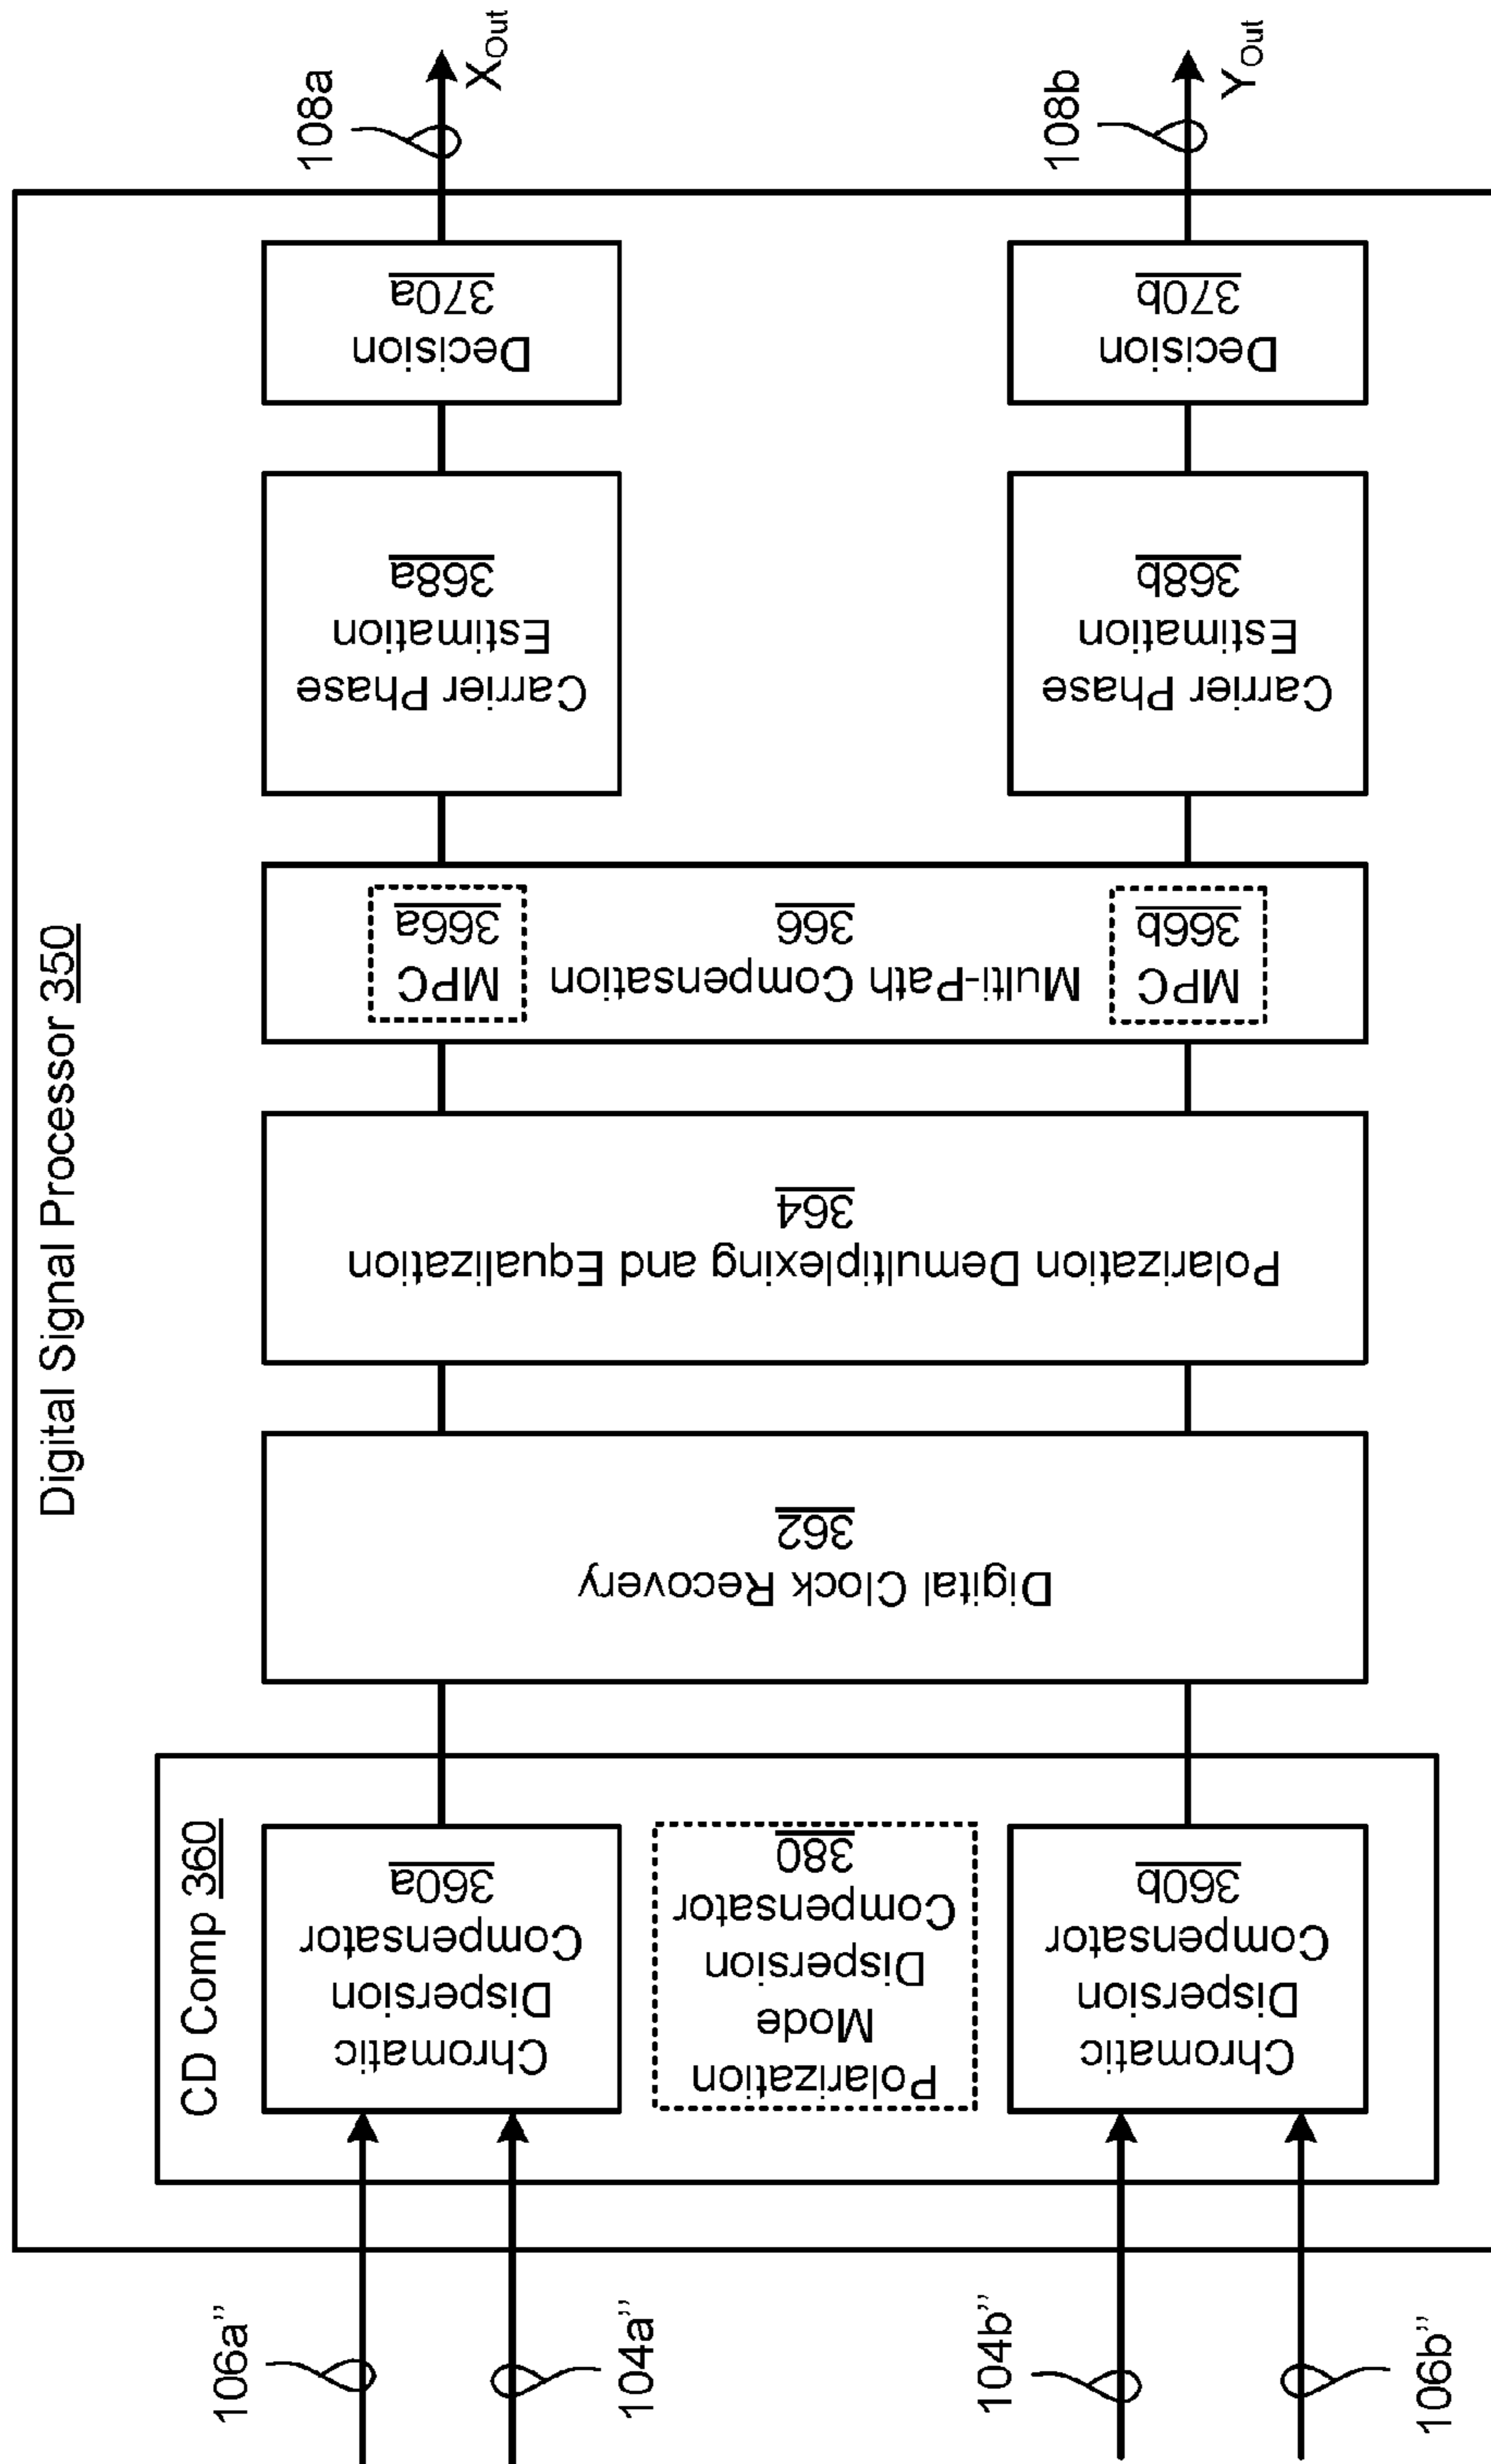 Digital Signal Processor 350
106a”
104a”
104b”
106b”
CD Comp 360
Chromatic
Dispersion
Compensator
360a
Polarization
Mode
Dispersion
Compensator
380
Chromatic
Dispersion
Compensator
360b
Digital Clock Recovery
362
Polarization Demultiplexing and Equalization
364
MPC
366a
Multi-Path Compensation
366
MPC
366b
Carrier Phase
Estimation
368a
Carrier Phase
Estimation
368b
Decision
370a
Decision
370b
108a
XOut
108b
YOut